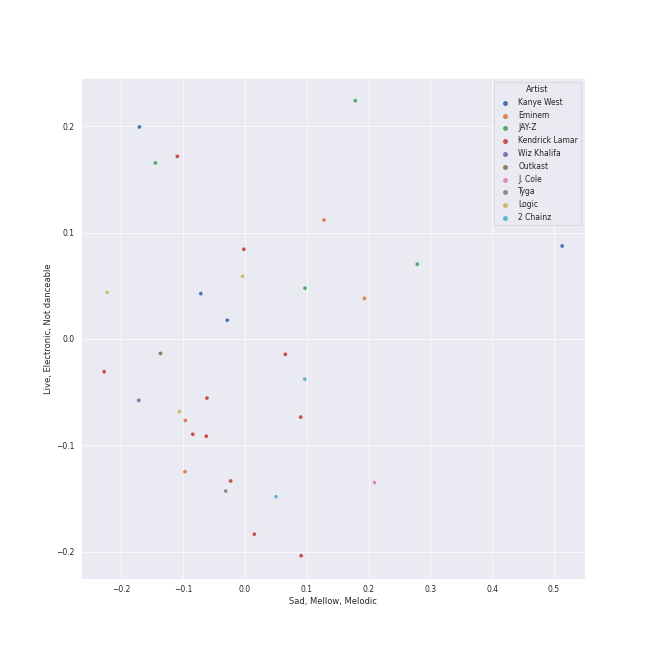 Artist
Kanye West
Eminem
JAY-Z
Kendrick Lamar
Wiz Khalifa
Outkast
J. Cole
Tyga
Logic
2 Chainz
0.2
0.1
0.0
−0.1
−0.2
Live, Electronic, Not danceable
−0.2 −0.1 0.0 0.1 0.2 0.3 0.4 0.5
Sad, Mellow, Melodic